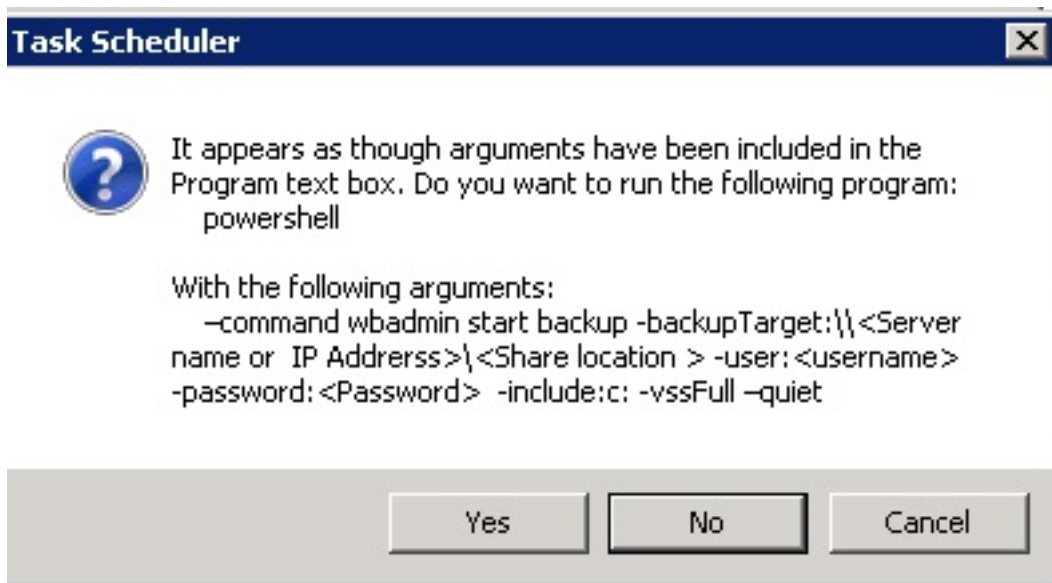 Task Scheduler
It appears as though arguments have been included in the
Program text box. Do you want to run the following program:
powershell
With the following arguments:
–command wbadmin start backup -backupTarget:\\<Server
name or  IP Addrerss>\<Share location > -user:<username>
-password:<Password>  -include:c: -vssFull –quiet
Yes
No
Cancel